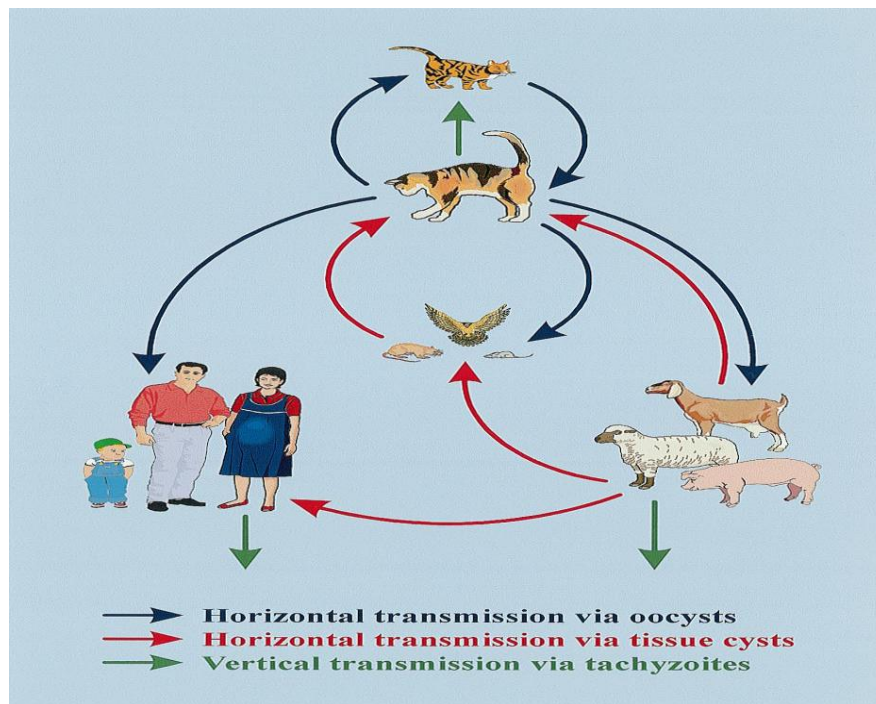 Horizontal transmission via oocysts
Horizontal transmission via tissue cysts
Vertical transmission via tachyzoites